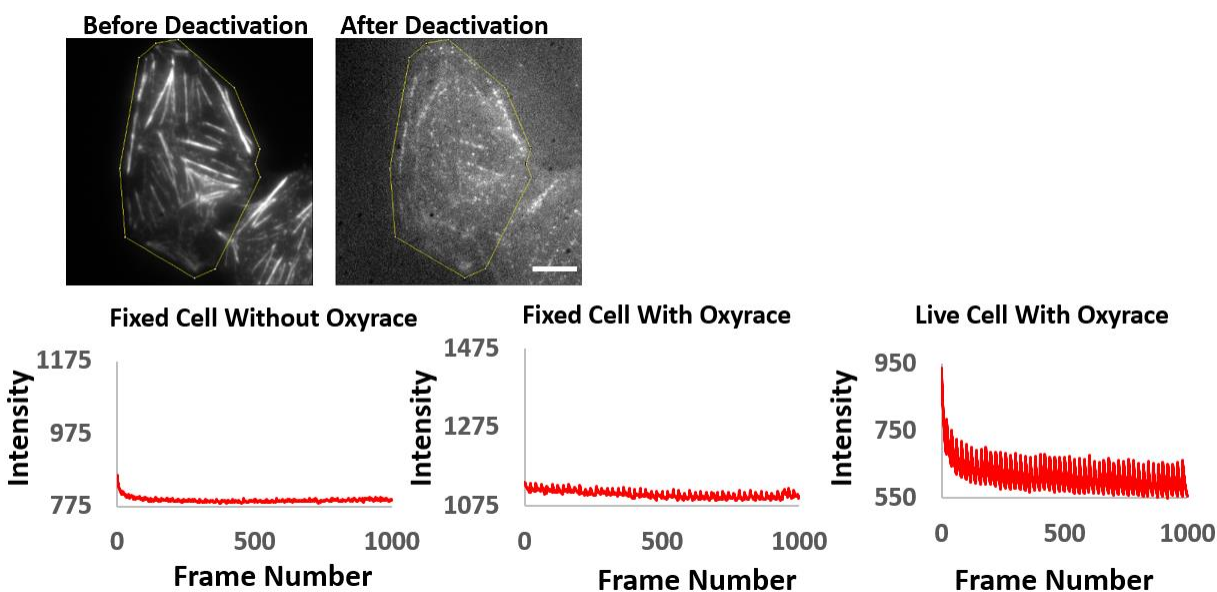 Before Deactivation
After Deactivation
Fixed Cell Without Oxyrace
1175
975
775
Intensity
0
500
1000
Frame Number
Fixed Cell With Oxyrace
1475
1275
1075
Intensity
0
500
1000
Frame Number
Live Cell With Oxyrace
950
750
550
Intensity
0
500
1000
Frame Number